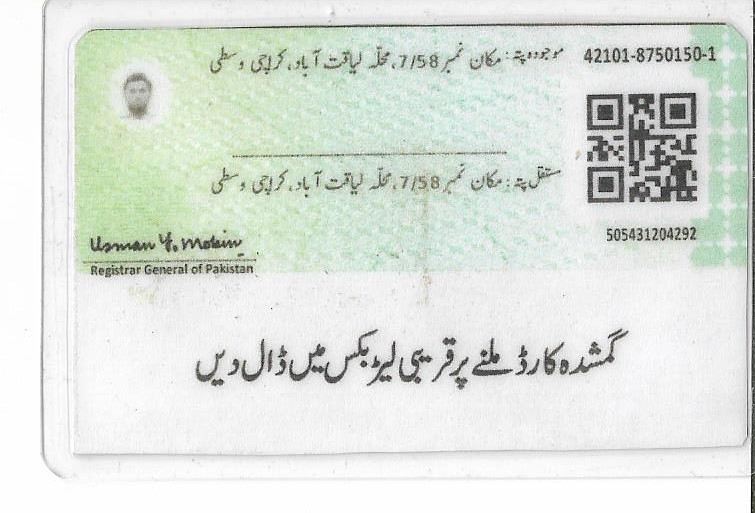 موجودہ پتہ: مکان نمبر 7/58، محلّہ لیاقت آباد، کراچی وسطی
42101-8750150-1
مستقل پتہ: مکان نمبر 7/58، محلّہ لیاقت آباد، کراچی وسطی
505431204292
Usman Y. Mobin
Registrar General of Pakistan
گمشدہ کارڈ ملنے پر قریبی لیٹر بکس میں ڈال دیں